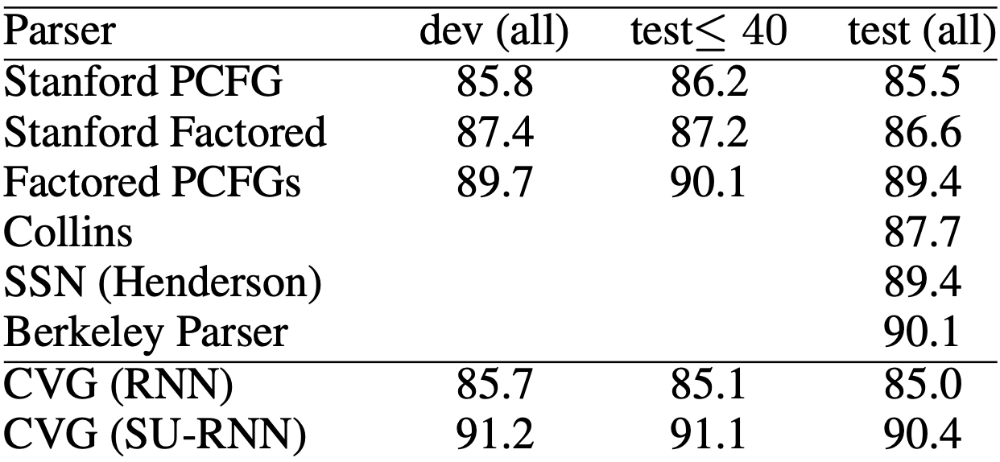 Parser dev (all) test≤ 40 test (all)
Stanford PCFG 85.8 86.2 85.5
Stanford Factored 87.4 87.2 86.6
Factored PCFGs 89.7 90.1 89.4
Collins 87.7
SSN (Henderson) 89.4
Berkeley Parser 90.1
CVG (RNN) 85.7 85.1 85.0
CVG (SU-RNN) 91.2 91.1 90.4